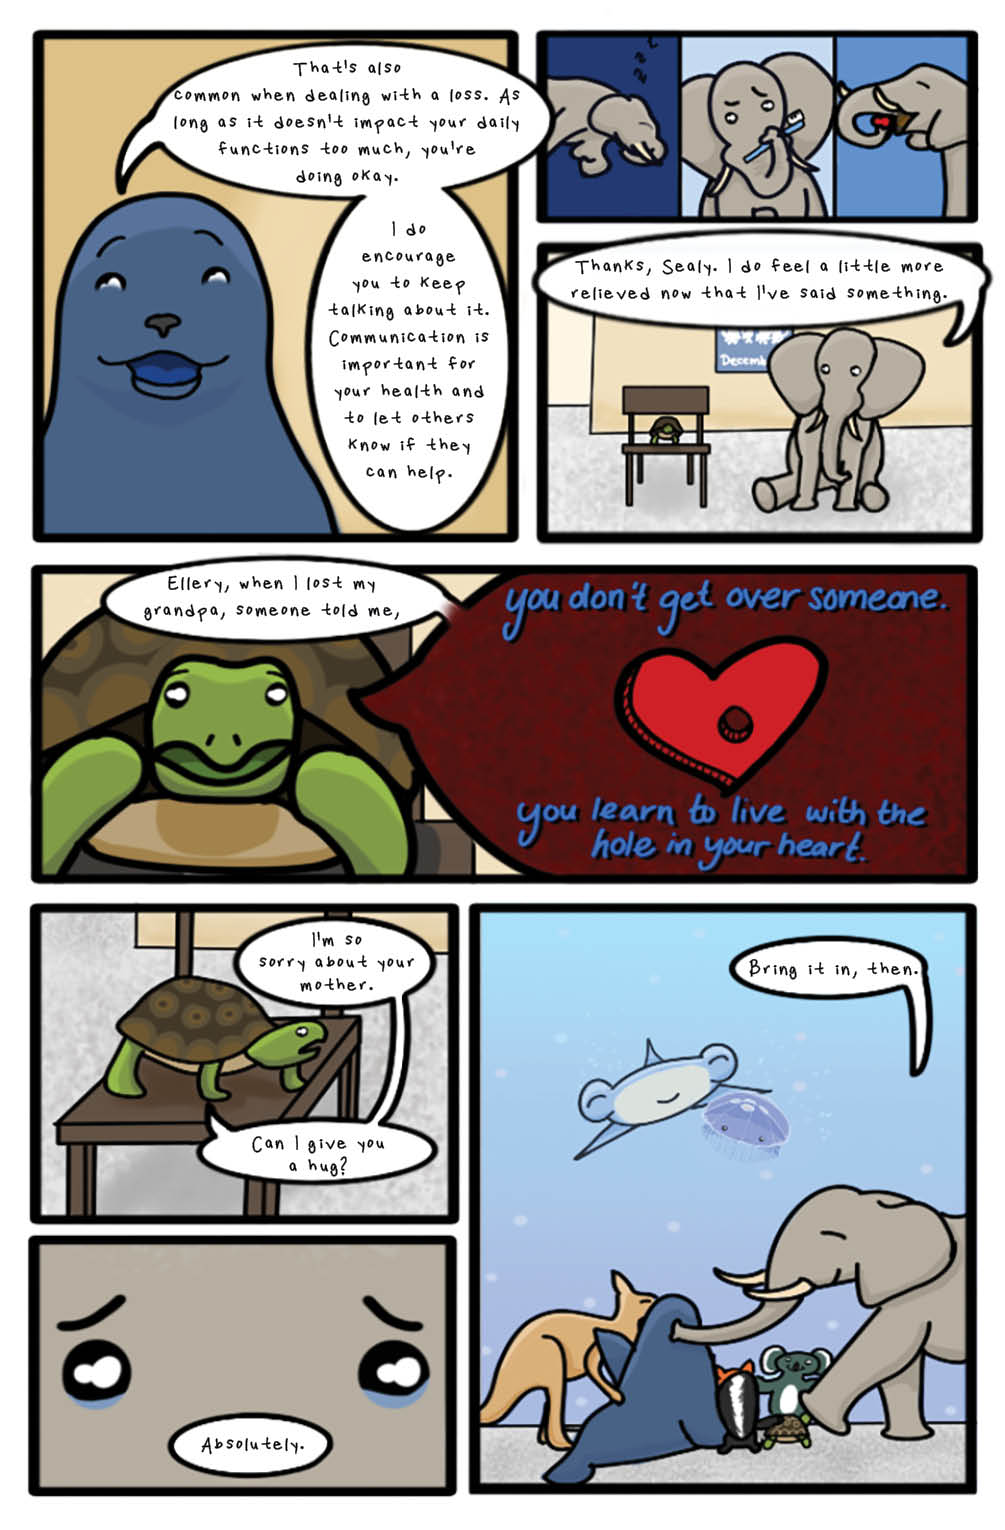 That's also
common when dealing with a loss. As
long as it doesn't impact your daily
functions too much, you're
doing okay.
I do
encourage
you to keep
talking about it.
Communication is
important for
your health and
to let others
know if they
can help.
zzz
Thanks, Sealy. I do feel a little more
relieved now that I've said something.
Decemb
Ellery, when I lost my
grandpa, someone told me,
you don't get over someone.
you learn to live with the
hole in your heart.
I'm so
sorry about your
mother.
Can I give you
a hug?
Absolutely.
Bring it in, then.